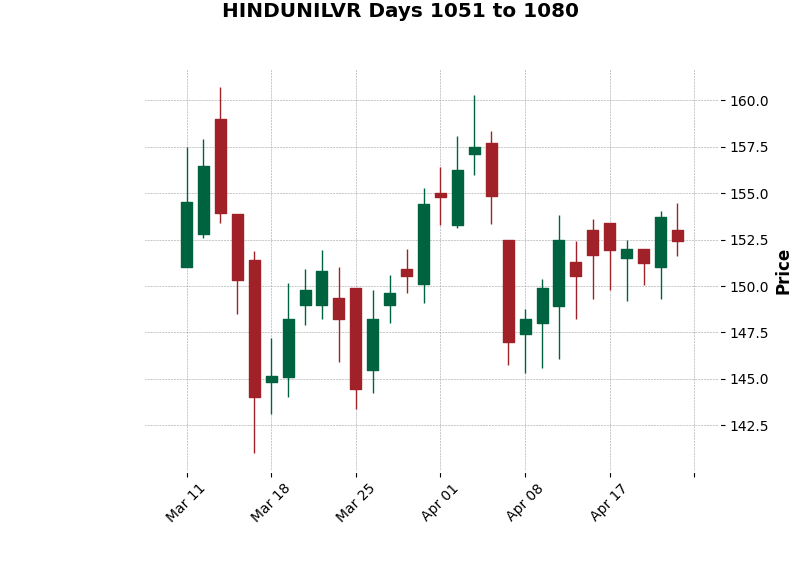 HINDUNILVR Days 1051 to 1080
160.0
157.5
155.0
152.5
150.0
147.5
145.0
142.5
Price
Mar 11
Mar 18
Mar 25
Apr 01
Apr 08
Apr 17